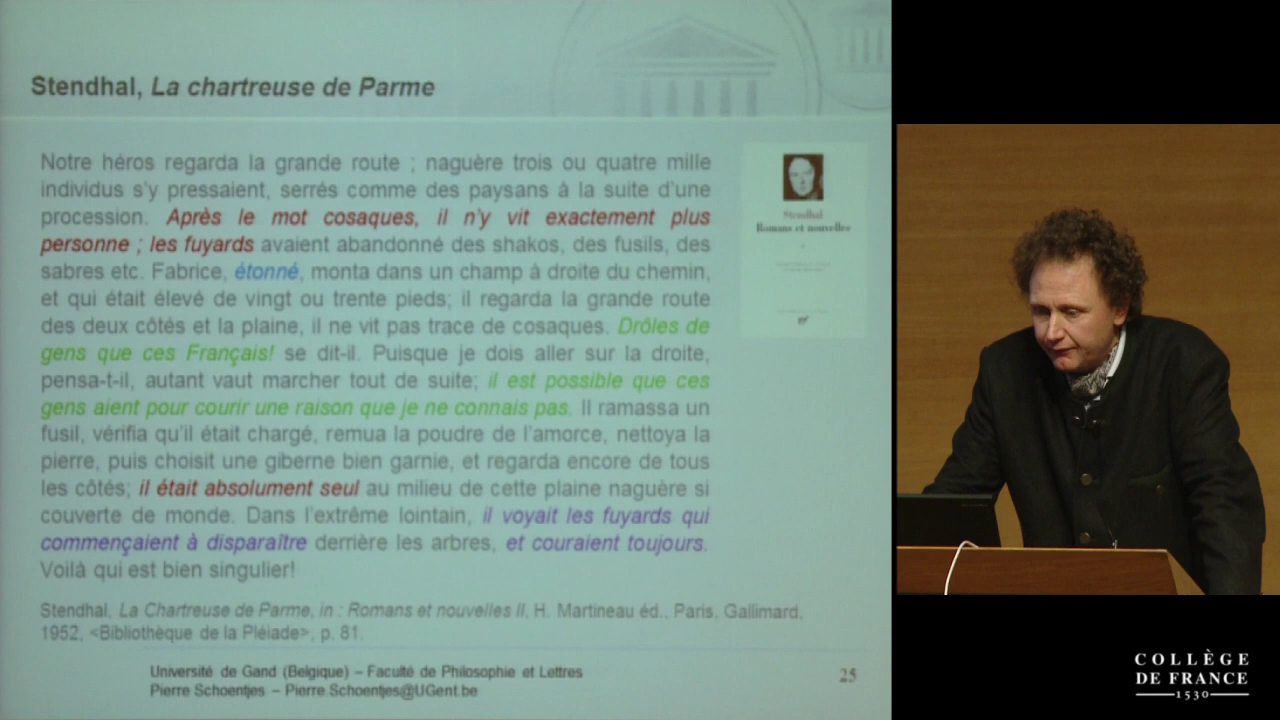 Stendhal, La chartreuse de Parme
Notre héros regarda la grande route ; naguère trois ou quatre mille
individus s'y pressaient, serrés comme des paysans à la suite d'une
procession. Après le mot cosaques, il n'y vit exactement plus
personne ; les fuyards avaient abandonné des shakos, des fusils, des
sabres etc. Fabrice, étonné, monta dans un champ à droite du chemin,
et qui était élevé de vingt ou trente pieds; il regarda la grande route
des deux côtés et la plaine, il ne vit pas trace de cosaques. Drôles de
gens que ces Français! se dit-il. Puisque je dois aller sur la droite,
pensa-t-il, autant vaut marcher tout de suite; il est possible que ces
gens aient pour courir une raison que je ne connais pas. Il ramassa un
fusil, vérifia qu'il était chargé, remua la poudre de l'amorce, nettoya la
pierre, puis choisit une giberne bien garnie, et regarda encore de tous
les côtés; il était absolument seul au milieu de cette plaine naguère si
couverte de monde. Dans l'extrême lointain, il voyait les fuyards qui
commençaient à disparaître derrière les arbres, et couraient toujours.
Voilà qui est bien singulier!
Stendhal, La Chartreuse de Parme, in : Romans et nouvelles II, H. Martineau éd., Paris, Gallimard,
1952, <Bibliothèque de la Pléiade>, p. 81.
Université de Gand (Belgique) – Faculté de Philosophie et Lettres
Pierre Schoentjes – Pierre.Schoentjes@UGent.be
25
Stendhal
Romans et nouvelles
nrf
COLLÈGE
DE FRANCE
1530